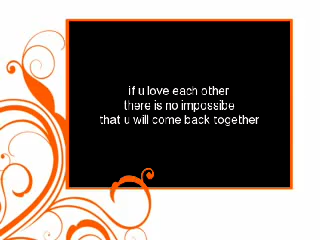 if u love each other
there is no impossibe
that u will come back together